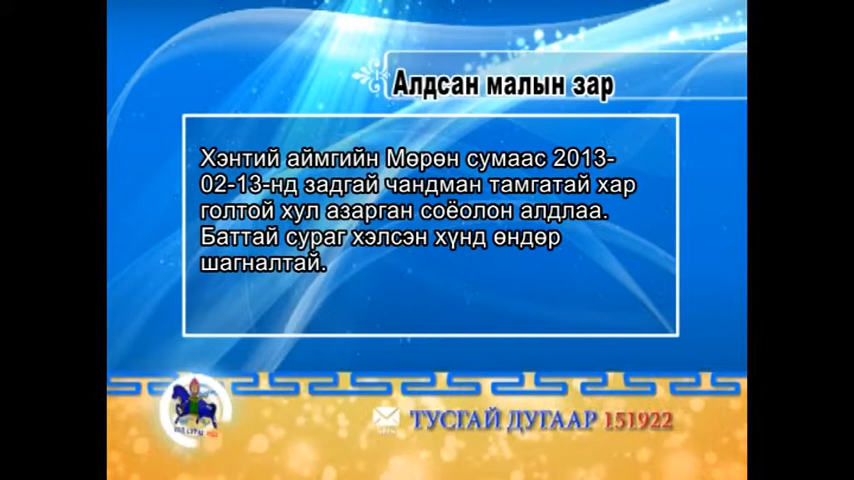 Алдсан малын зар
Хэнтий аймгийн Мөрөн сумаас 2013-
02-13-нд задгай чандман тамгатай хар
голтой хул азарган соёолон алдлаа.
Баттай сураг хэлсэн хүнд өндөр
шагналтай.
ТУСГАЙ ДУГААР 151922